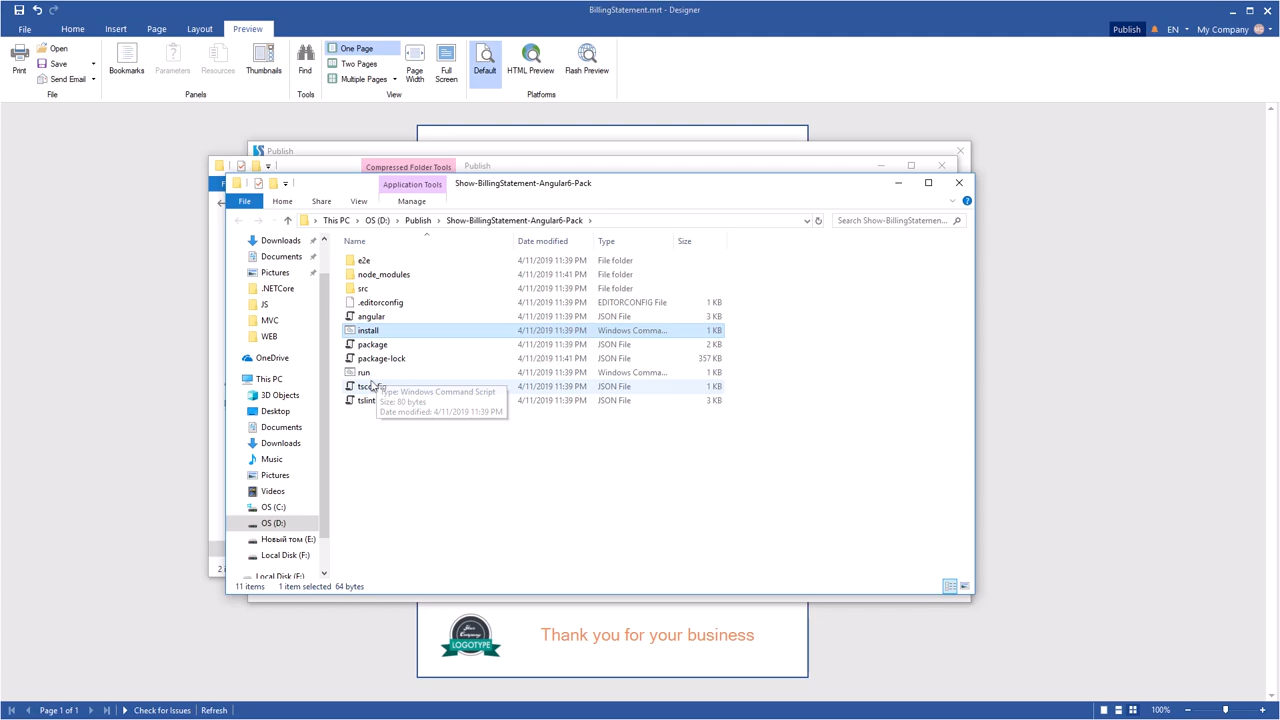 BillingStatement.mrt - Designer
File Home Insert Page Layout Preview Publish EN My Company
Print Open Save Send Email Bookmarks Parameters Resources Thumbnails Find One Page Two Pages Multiple Pages Page Width Full Screen Default HTML Preview Flash Preview
File Panels Tools View Platforms
Publish
Compressed Folder Tools Publish
Application Tools Show-BillingStatement-Angular6-Pack
File Home Share View Manage
This PC OS (D:) Publish Show-BillingStatement-Angular6-Pack Search Show-BillingStatemen...
Name Date modified Type Size
Downloads
Documents
Pictures
.NETCore
JS
MVC
WEB
OneDrive
This PC
3D Objects
Desktop
Documents
Downloads
Music
Pictures
Videos
OS (C:)
OS (D:)
Новый том (E:)
Local Disk (F:)
Local Disk (F:)
e2e 4/11/2019 11:39 PM File folder
node_modules 4/11/2019 11:41 PM File folder
src 4/11/2019 11:39 PM File folder
.editorconfig 4/11/2019 11:39 PM EDITORCONFIG File 1 KB
angular 4/11/2019 11:39 PM JSON File 3 KB
install 4/11/2019 11:39 PM Windows Comma... 1 KB
package 4/11/2019 11:39 PM JSON File 2 KB
package-lock 4/11/2019 11:41 PM JSON File 357 KB
run 4/11/2019 11:39 PM Windows Comma... 1 KB
4/11/2019 11:39 PM JSON File 1 KB
tslint 4/11/2019 11:39 PM JSON File 3 KB
Type: Windows Command Script
Size: 80 bytes
Date modified: 4/11/2019 11:39 PM
11 items 1 item selected 64 bytes
2
Your Company
LOGOTYPE
Thank you for your business
Page 1 of 1 Check for Issues Refresh 100%